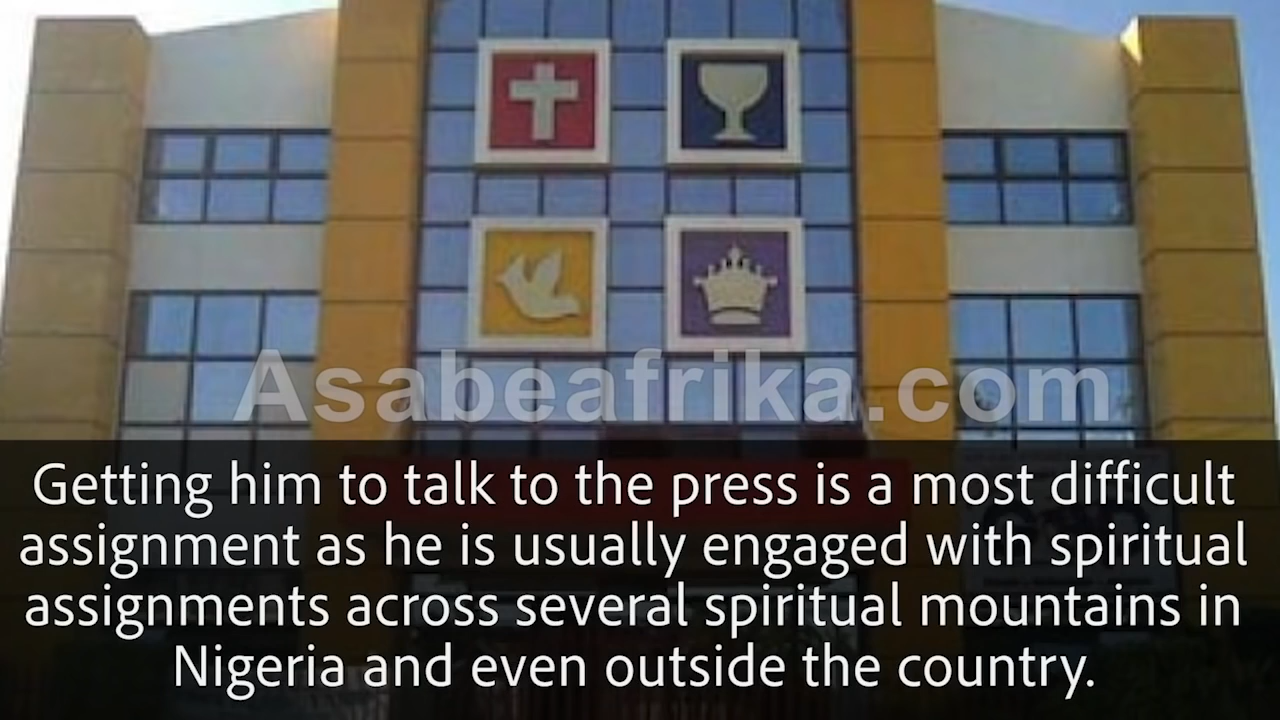 Asabeafrika.com
Getting him to talk to the press is a most difficult
assignment as he is usually engaged with spiritual
assignments across several spiritual mountains in
Nigeria and even outside the country.